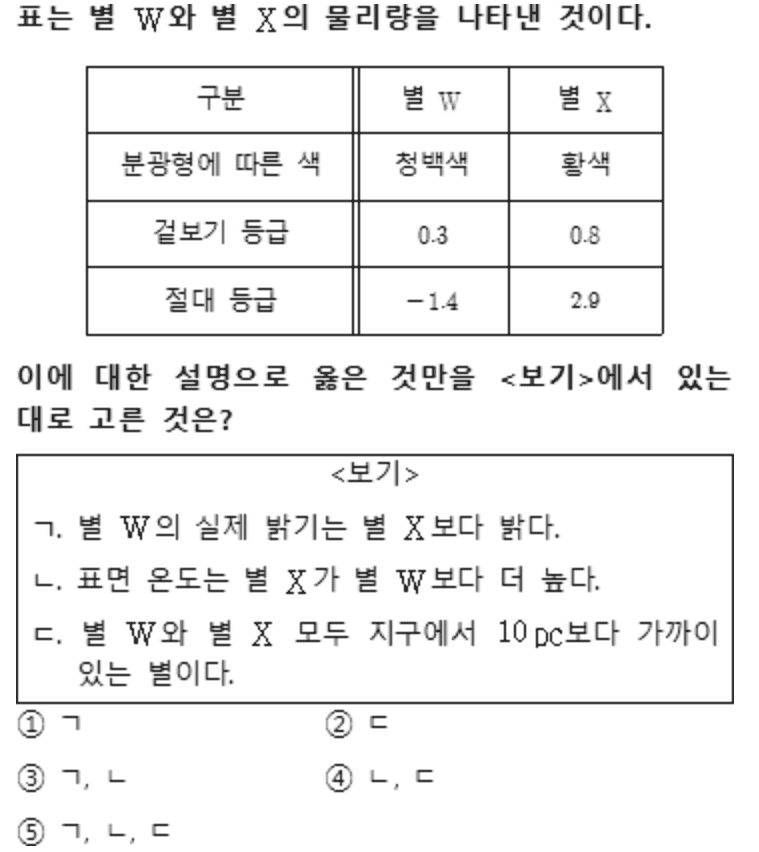 표는 별 W와 별 X의 물리량을 나타낸 것이다.
구분 별 W 별 X
분광형에 따른 색 청백색 황색
겉보기 등급 0.3 0.8
절대 등급 −1.4 2.9
이에 대한 설명으로 옳은 것만을 <보기>에서 있는
대로 고른 것은?
<보기>
ㄱ. 별 W의 실제 밝기는 별 X보다 밝다.
ㄴ. 표면 온도는 별 X가 별 W보다 더 높다.
ㄷ. 별 W와 별 X 모두 지구에서 10pc보다 가까이
있는 별이다.
① ㄱ ② ㄷ
③ ㄱ, ㄴ ④ ㄴ, ㄷ
⑤ ㄱ, ㄴ, ㄷ